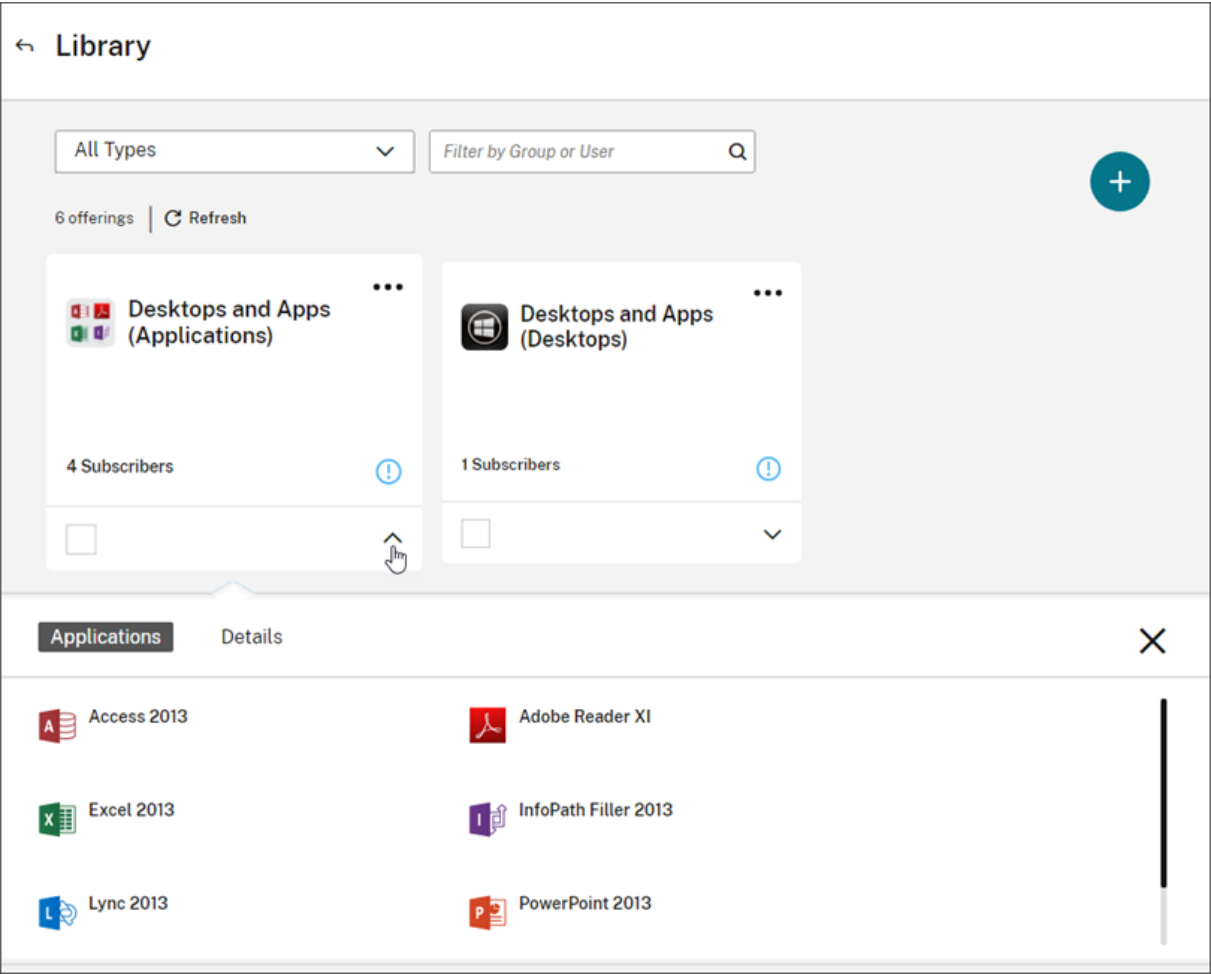 Library
All Types
Filter by Group or User
6 offerings
Refresh
Desktops and Apps
(Applications)
4 Subscribers
Desktops and Apps
(Desktops)
1 Subscribers
Applications
Details
Access 2013
Adobe Reader XI
Excel 2013
InfoPath Filler 2013
Lync 2013
PowerPoint 2013